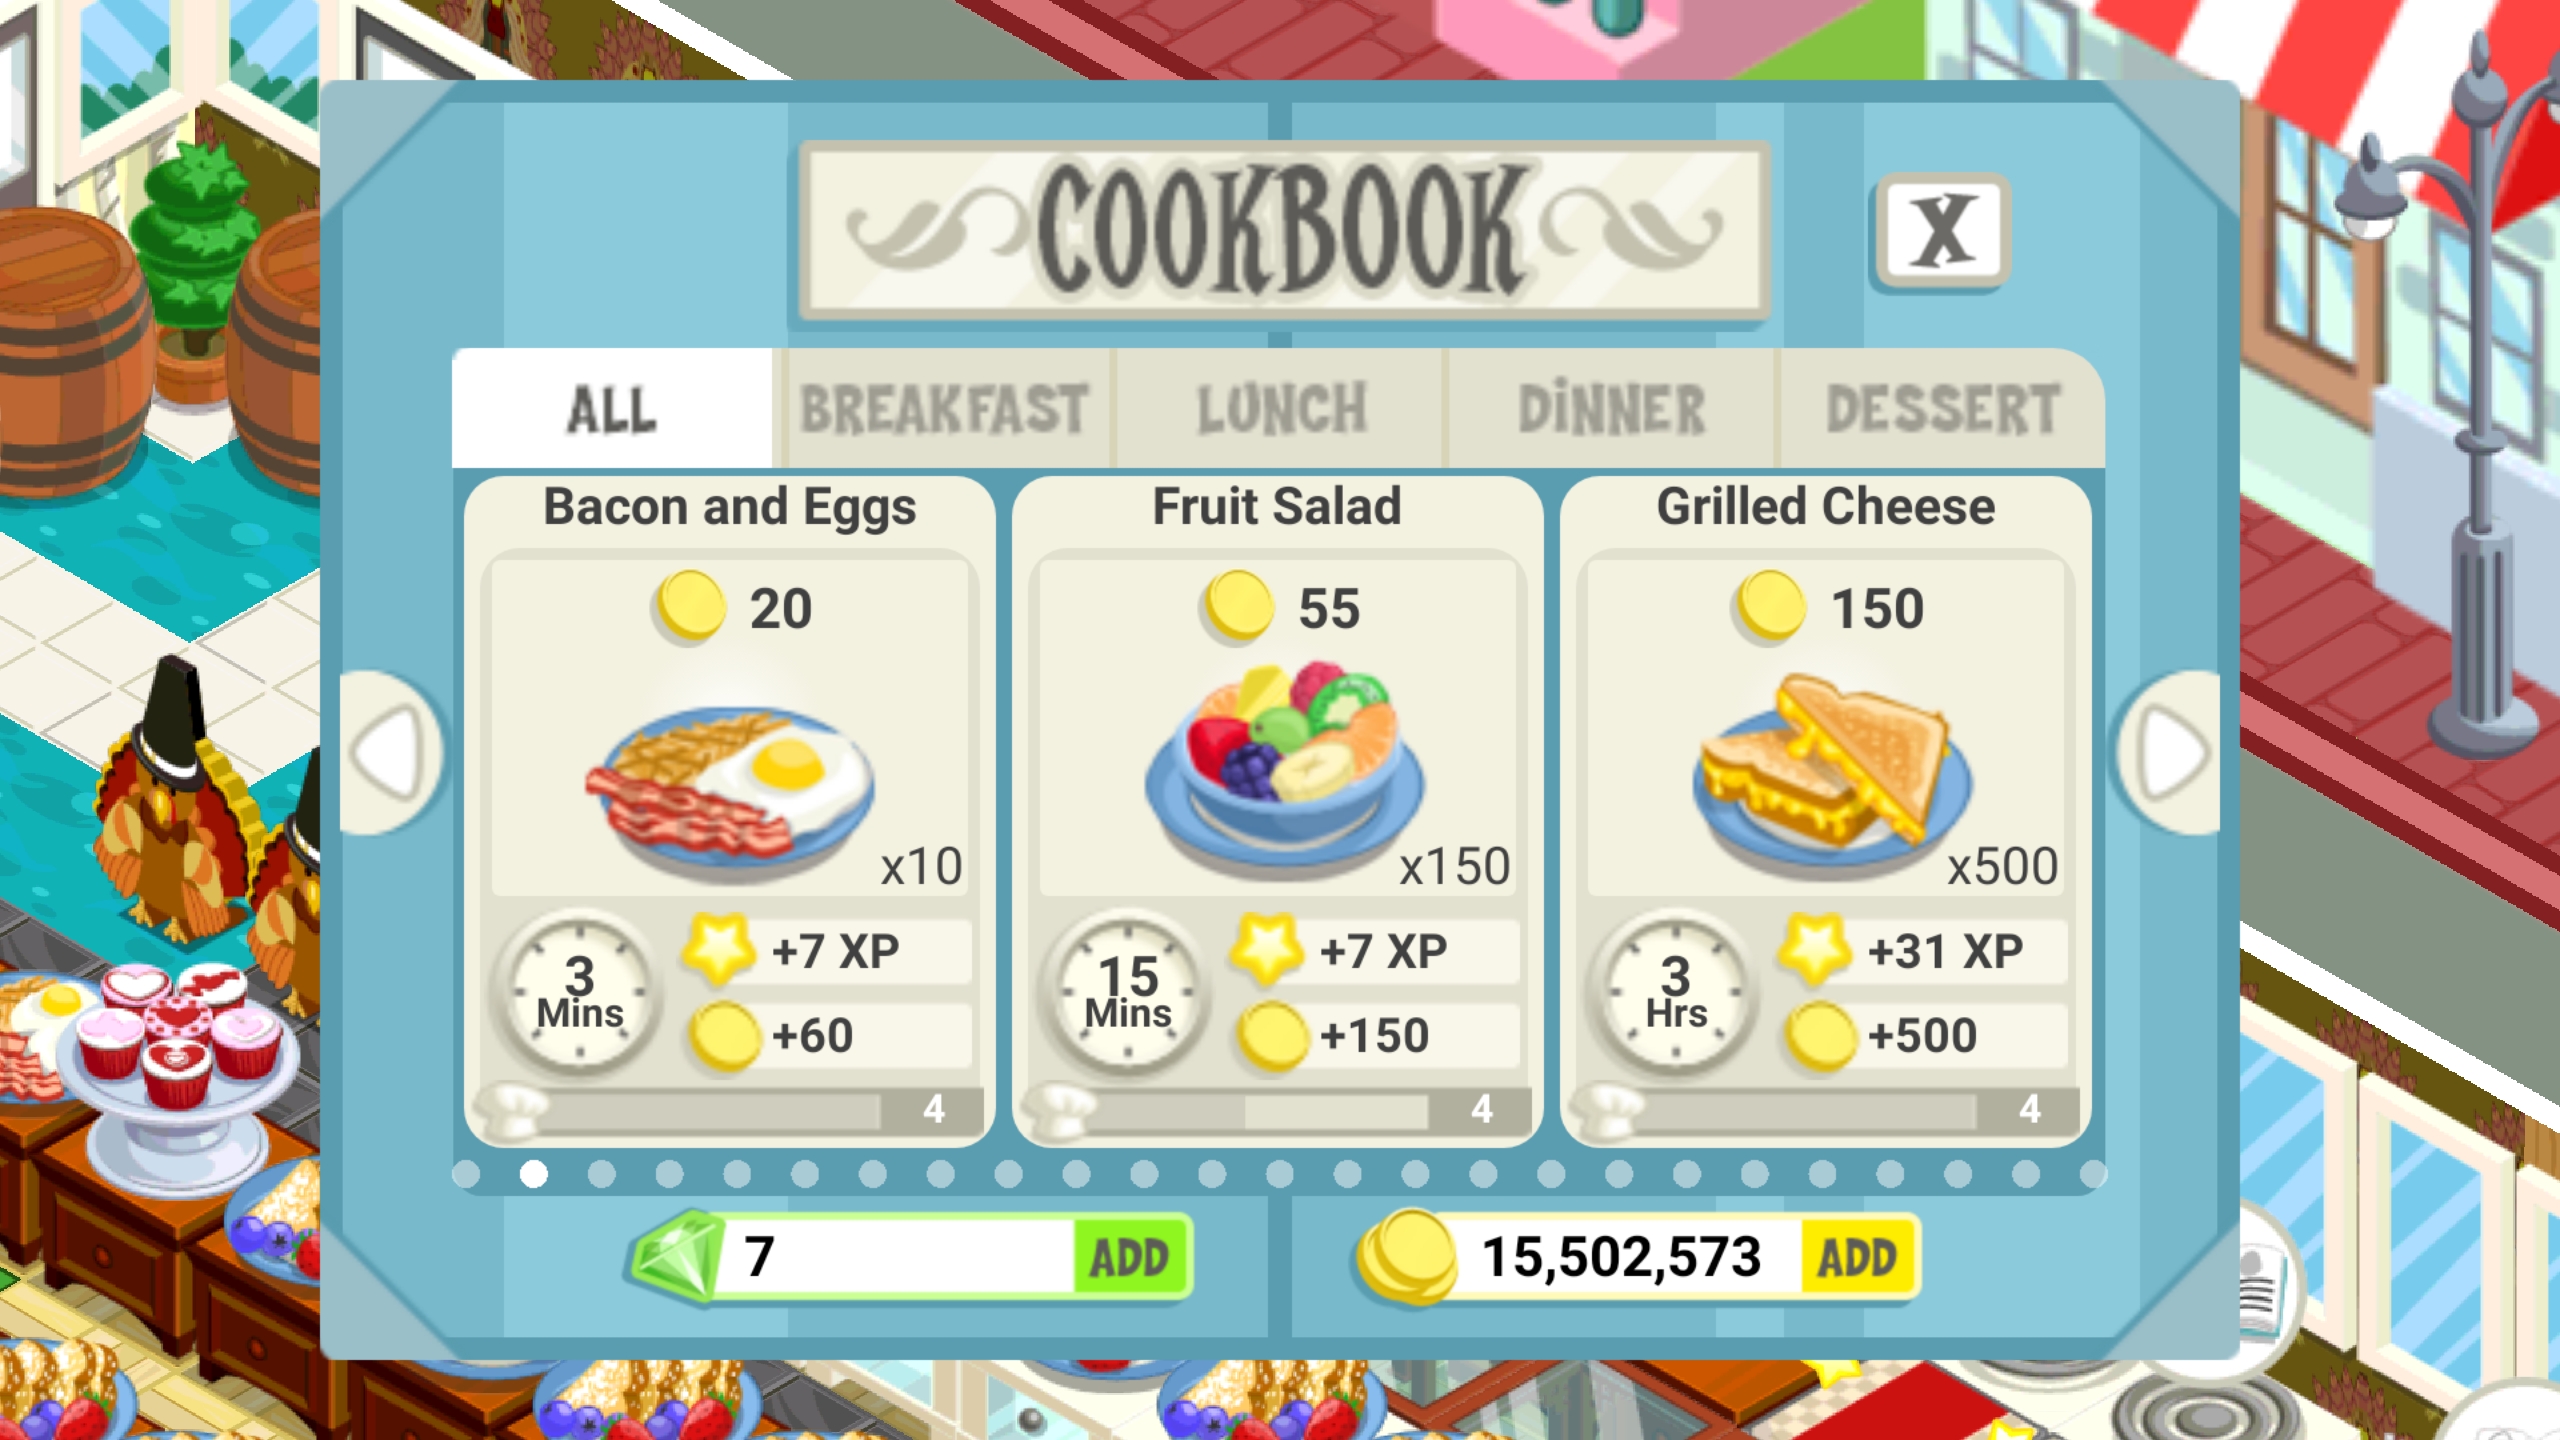 COOKBOOK
X
ALL
BREAKFAST
LUNCH
DINNER
DESSERT
Bacon and Eggs
20
x10
3
Mins
+7 XP
+60
4
Fruit Salad
55
x150
15
Mins
+7 XP
+150
4
Grilled Cheese
150
x500
3
Hrs
+31 XP
+500
4
7
ADD
15,502,573
ADD